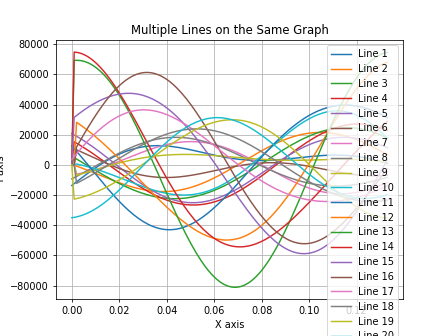 Multiple Lines on the Same Graph
80000
60000
40000
20000
0
−20000
−40000
−60000
−80000
0.00
0.02
0.04
0.06
0.08
0.10
X axis
Line 1
Line 2
Line 3
Line 4
Line 5
Line 6
Line 7
Line 8
Line 9
Line 10
Line 11
Line 12
Line 13
Line 14
Line 15
Line 16
Line 17
Line 18
Line 19
Line 20